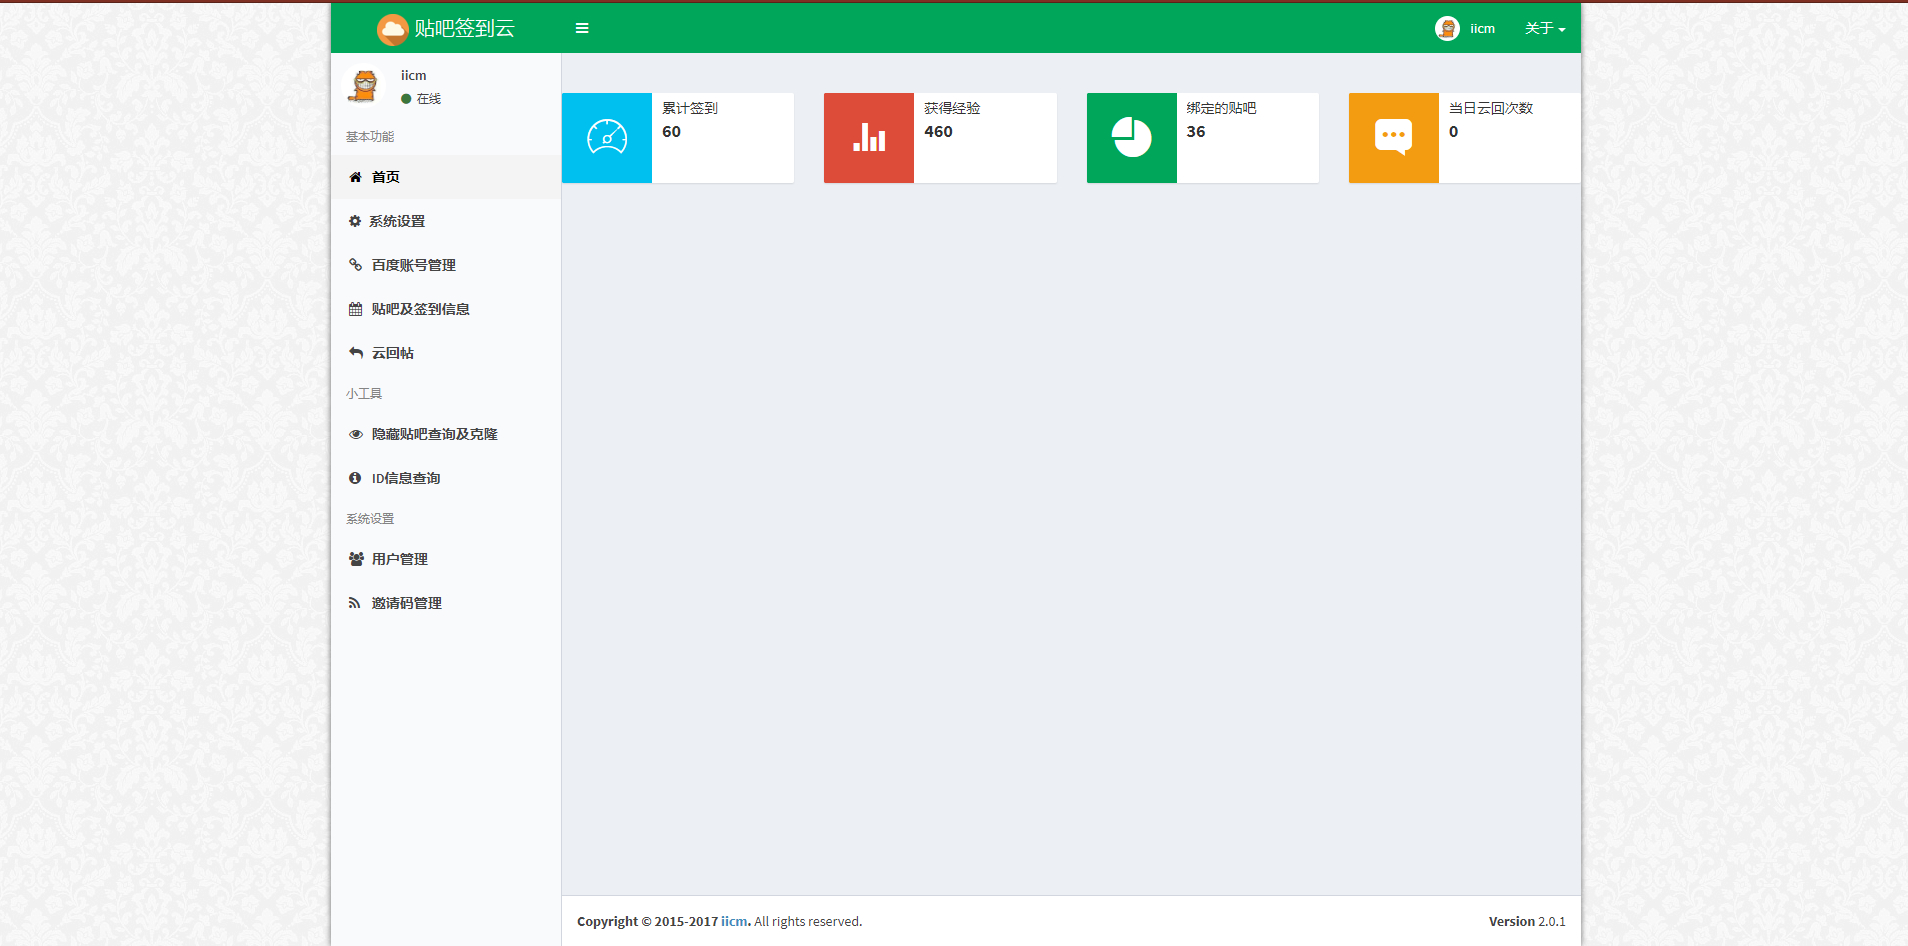 贴吧签到云
iicm
关于
iicm
在线
基本功能
首页
系统设置
百度账号管理
贴吧及签到信息
云回帖
小工具
隐藏贴吧查询及克隆
ID信息查询
系统设置
用户管理
邀请码管理
累计签到
60
获得经验
460
绑定的贴吧
36
当日云回次数
0
Copyright © 2015-2017 iicm. All rights reserved.
Version 2.0.1